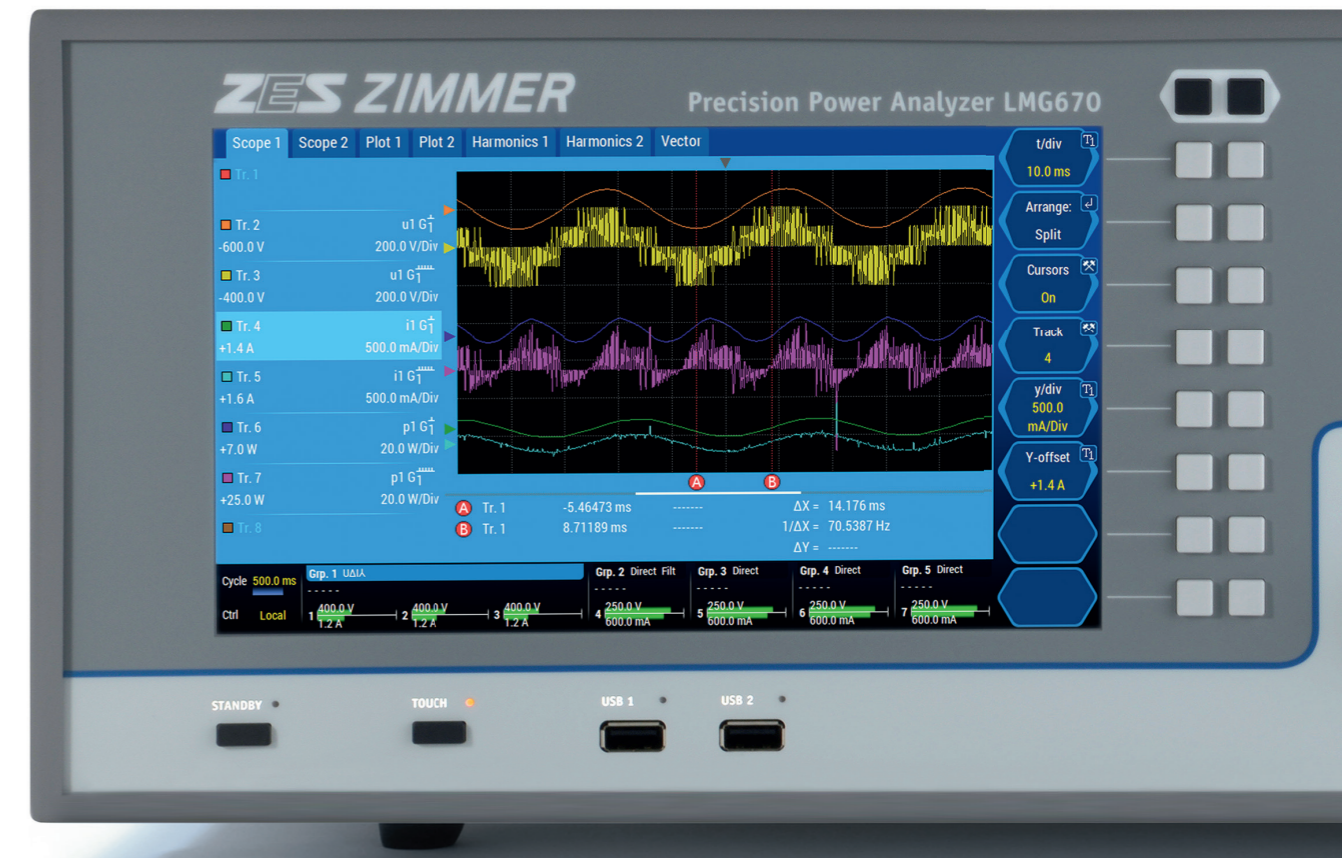 ZES ZIMMER
Precision Power Analyzer LMG670
Scope 1 Scope 2 Plot 1 Plot 2 Harmonics 1 Harmonics 2 Vector
Tr. 1
Tr. 2 u1 G1
-600.0 V 200.0 V/Div
Tr. 3 u1 G1
-400.0 V 200.0 V/Div
Tr. 4 i1 G1
+1.4 A 500.0 mA/Div
Tr. 5 i1 G1
+1.6 A 500.0 mA/Div
Tr. 6 p1 G1
+7.0 W 20.0 W/Div
Tr. 7 p1 G1
+25.0 W 20.0 W/Div
Tr. 8
A B
A Tr. 1 -5.46473 ms ------- ΔX = 14.176 ms
B Tr. 1 8.71189 ms ------- 1/ΔX = 70.5387 Hz
ΔY = -------
t/div T1
10.0 ms
Arrange:
Split
Cursors
On
Track
4
y/div T1
500.0
mA/Div
Y-offset T1
+1.4 A
Cycle 500.0 ms
Ctrl Local
Grp. 1 UΔIΔ Grp. 2 Direct Filt Grp. 3 Direct Grp. 4 Direct Grp. 5 Direct
----- ----- ----- ----- -----
1 400.0 V 2 400.0 V 3 400.0 V 4 250.0 V 5 250.0 V 6 250.0 V 7 250.0 V
1.2 A 1.2 A 1.2 A 600.0 mA 600.0 mA 600.0 mA 600.0 mA
STANDBY TOUCH USB 1 USB 2